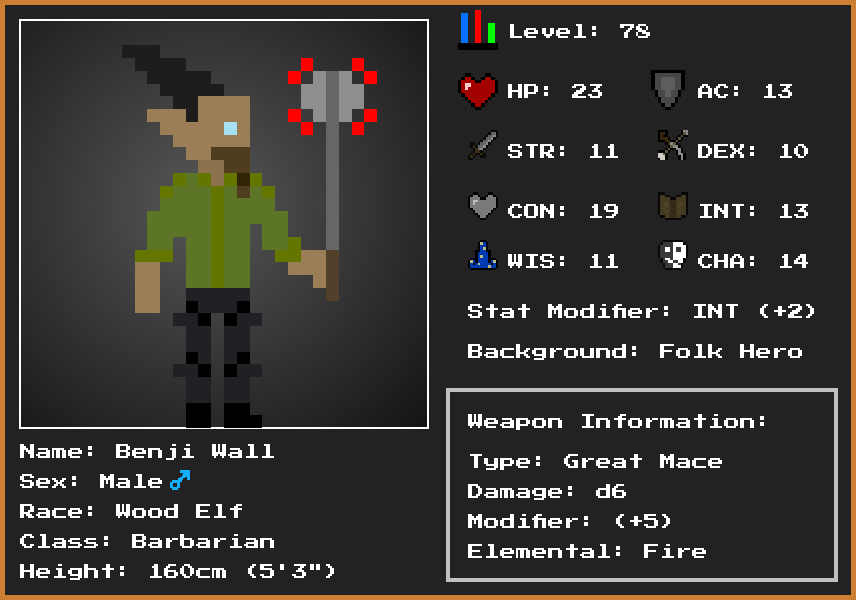 Level: 78
HP: 23
AC: 13
STR: 11
DEX: 10
CON: 19
INT: 13
WIS: 11
CHA: 14
Stat Modifier: INT (+2)
Background: Folk Hero
Name: Benji Wall
Sex: Male ♂
Race: Wood Elf
Class: Barbarian
Height: 160cm (5'3")
Weapon Information:
Type: Great Mace
Damage: d6
Modifier: (+5)
Elemental: Fire